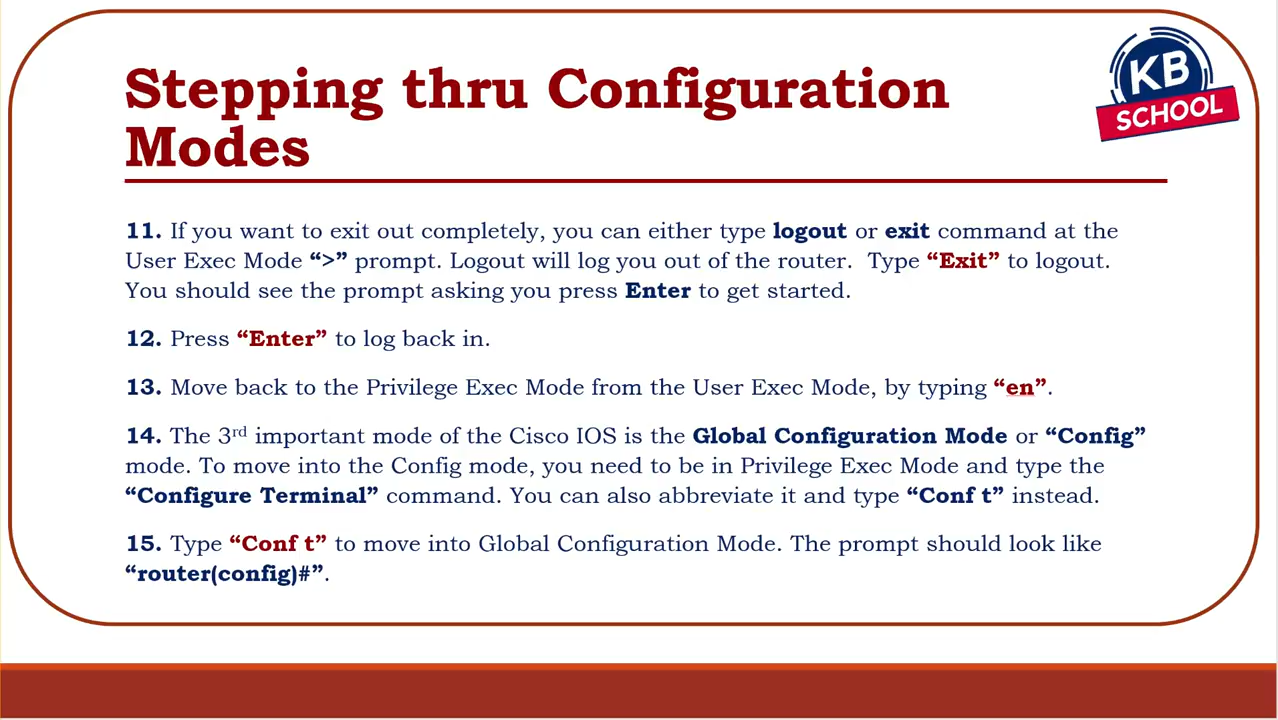 Stepping thru Configuration
Modes
KB
SCHOOL
11. If you want to exit out completely, you can either type logout or exit command at the
User Exec Mode “>” prompt. Logout will log you out of the router.  Type “Exit” to logout.
You should see the prompt asking you press Enter to get started.
12. Press “Enter” to log back in.
13. Move back to the Privilege Exec Mode from the User Exec Mode, by typing “en”.
14. The 3rd important mode of the Cisco IOS is the Global Configuration Mode or “Config”
mode. To move into the Config mode, you need to be in Privilege Exec Mode and type the
“Configure Terminal” command. You can also abbreviate it and type “Conf t” instead.
15. Type “Conf t” to move into Global Configuration Mode. The prompt should look like
“router(config)#”.